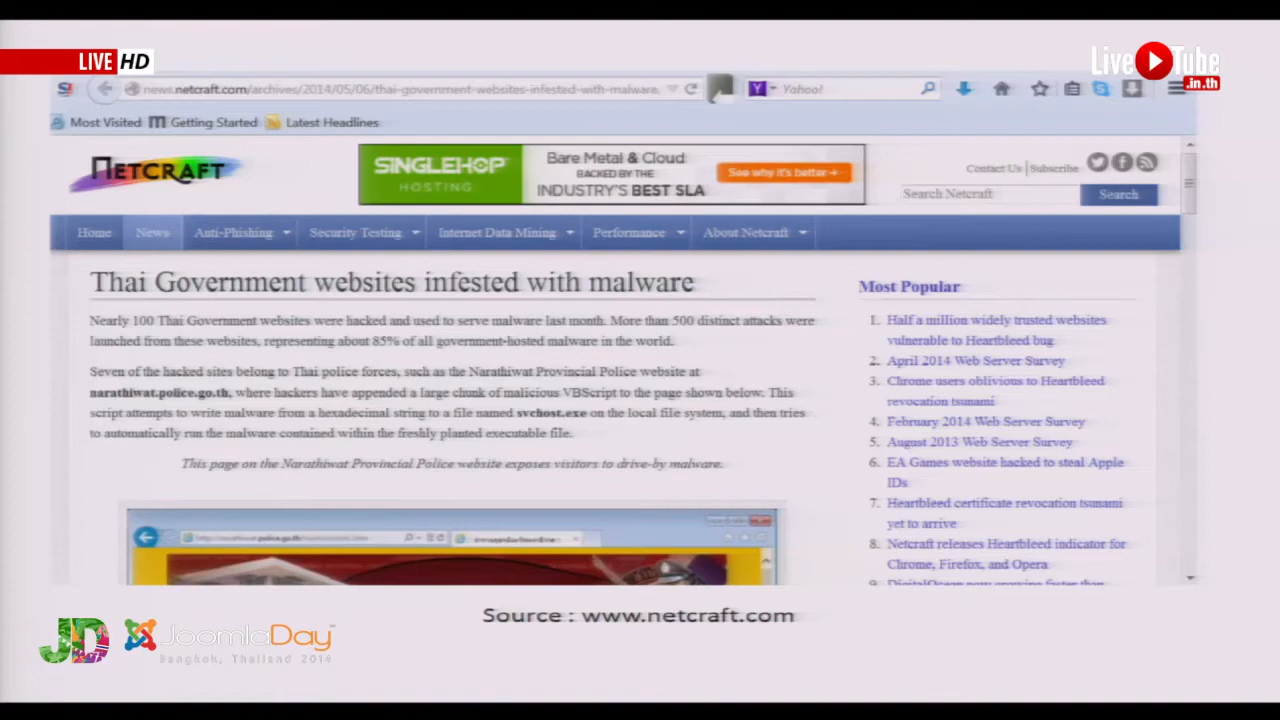 LIVE HD
Live Tube
.in.th
news.netcraft.com/archives/2014/05/06/thai-government-websites-infested-with-malware.
Yahoo!
Most Visited Getting Started Latest Headlines
NETCRAFT
SINGLEHOP
HOSTING
Bare Metal & Cloud
BACKED BY THE
INDUSTRY'S BEST SLA
See why it's better
Contact Us | Subscribe
Search Netcraft Search
Home News Anti-Phishing Security Testing Internet Data Mining Performance About Netcraft
Thai Government websites infested with malware
Nearly 100 Thai Government websites were hacked and used to serve malware last month. More than 500 distinct attacks were
launched from these websites, representing about 85% of all government-hosted malware in the world.
Seven of the hacked sites belong to Thai police forces, such as the Narathiwat Provincial Police website at
narathiwat.police.go.th, where hackers have appended a large chunk of malicious VBScript to the page shown below. This
script attempts to write malware from a hexadecimal string to a file named svchost.exe on the local file system, and then tries
to automatically run the malware contained within the freshly planted executable file.
This page on the Narathiwat Provincial Police website exposes visitors to drive-by malware.
Most Popular
1. Half a million widely trusted websites
vulnerable to Heartbleed bug
2. April 2014 Web Server Survey
3. Chrome users oblivious to Heartbleed
revocation tsunami
4. February 2014 Web Server Survey
5. August 2013 Web Server Survey
6. EA Games website hacked to steal Apple
IDs
7. Heartbleed certificate revocation tsunami
yet to arrive
8. Netcraft releases Heartbleed indicator for
Chrome, Firefox, and Opera
9. DigitalOcean now growing faster than
Source : www.netcraft.com
JD JoomlaDay™
Bangkok, Thailand 2014